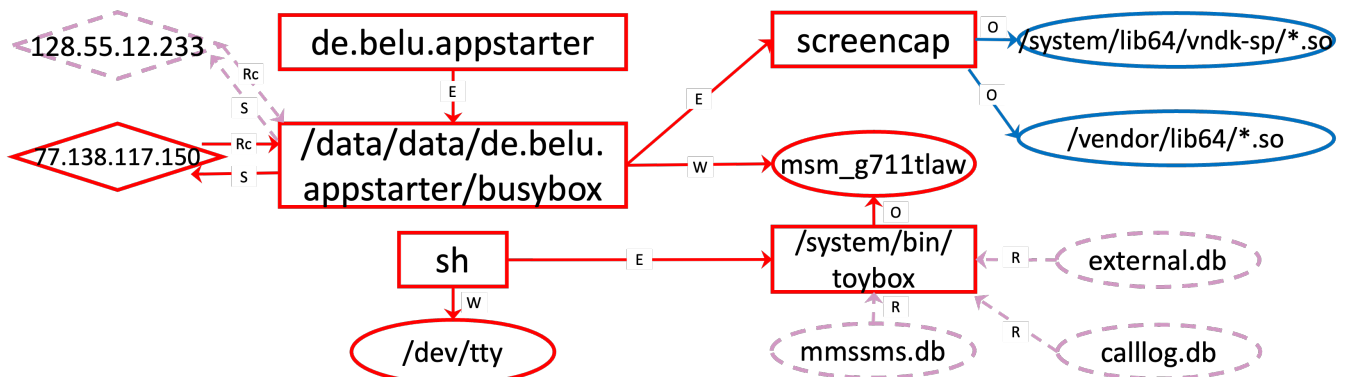 128.55.12.233
de.belu.appstarter
screencap
O
/system/lib64/vndk-sp/*.so
Rc
S
E
E
O
77.138.117.150
Rc
S
/data/data/de.belu.
appstarter/busybox
W
msm_g711tlaw
/vendor/lib64/*.so
O
sh
E
/system/bin/
toybox
R
external.db
W
R
R
/dev/tty
mmssms.db
calllog.db